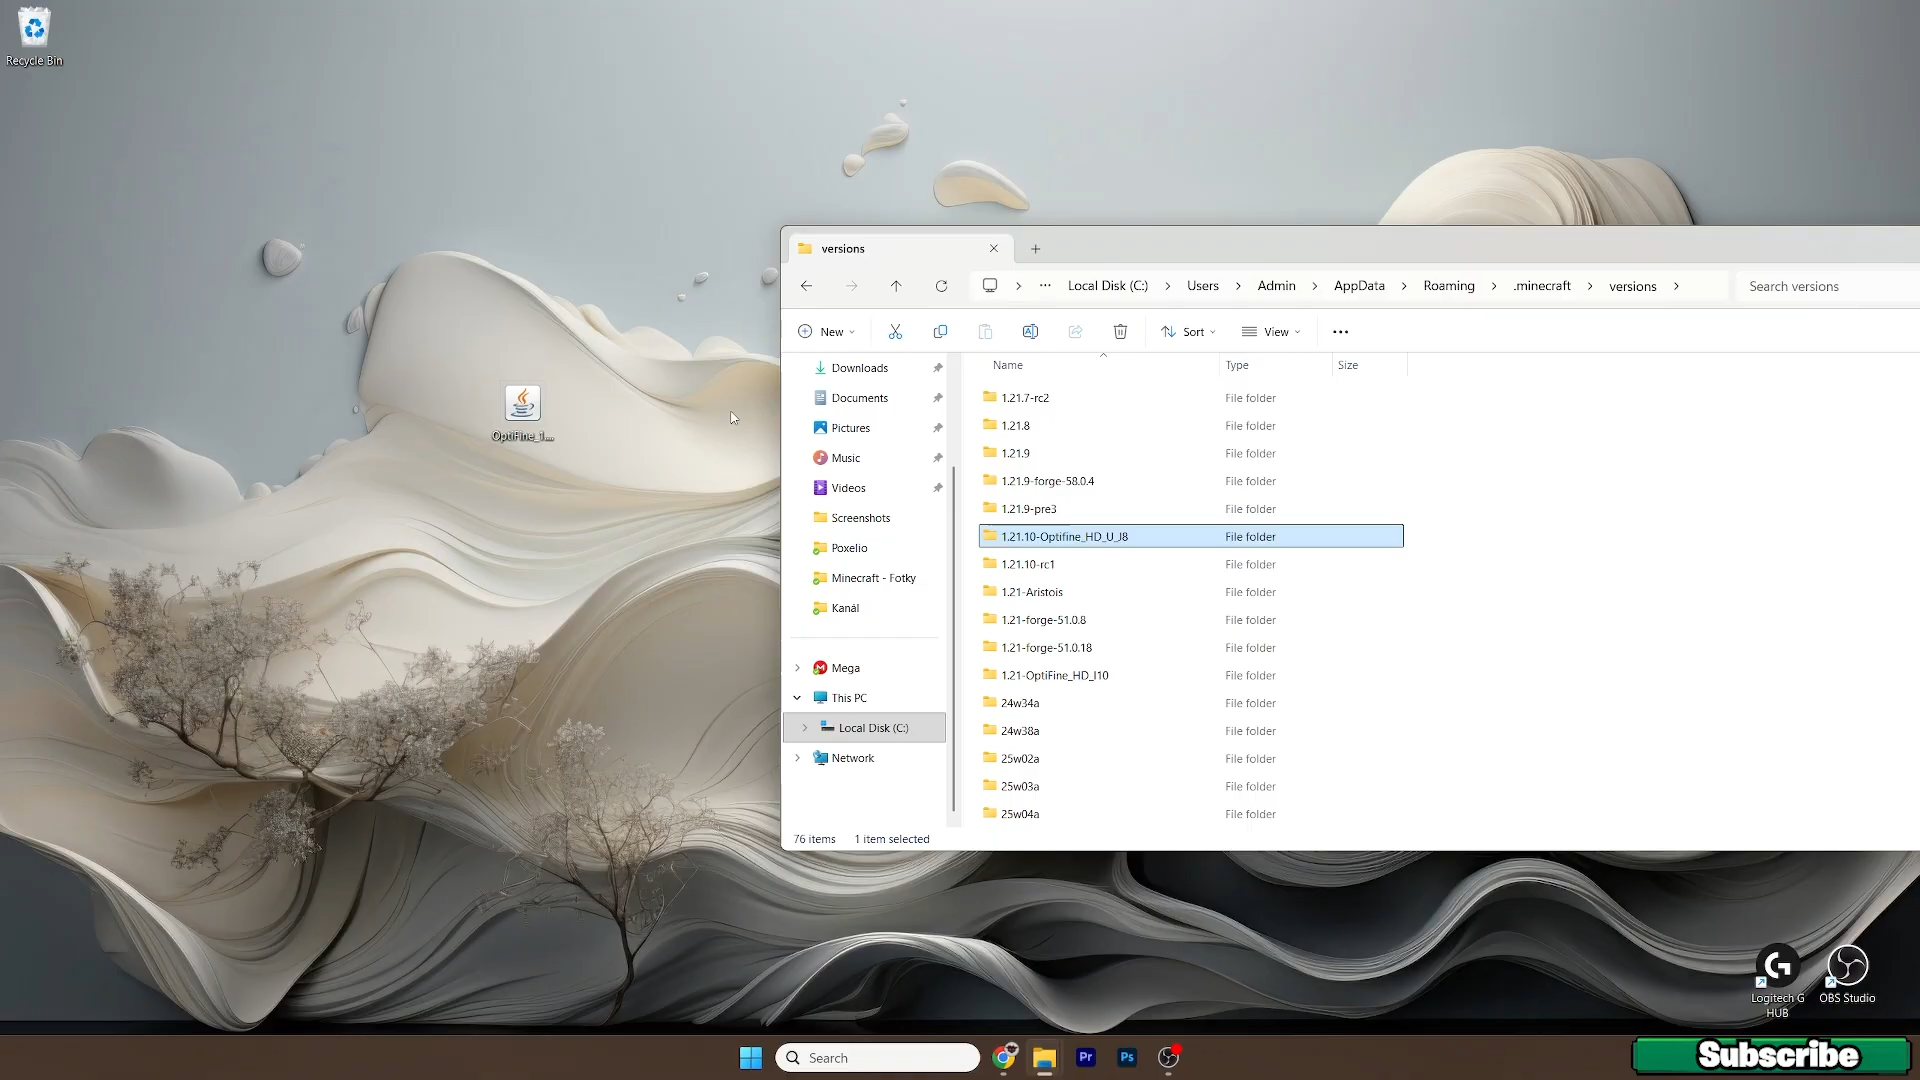 Recycle Bin
OptiFine_1....
versions
Local Disk (C:)
Users
Admin
AppData
Roaming
.minecraft
versions
Search versions
New
Sort
View
Downloads
Documents
Pictures
Music
Videos
Screenshots
Poxelio
Minecraft - Fotky
Kanál
Mega
This PC
Local Disk (C:)
Network
Name Type Size
1.21.7-rc2 File folder
1.21.8 File folder
1.21.9 File folder
1.21.9-forge-58.0.4 File folder
1.21.9-pre3 File folder
1.21.10-Optifine_HD_U_J8 File folder
1.21.10-rc1 File folder
1.21-Aristois File folder
1.21-forge-51.0.8 File folder
1.21-forge-51.0.18 File folder
1.21-OptiFine_HD_I10 File folder
24w34a File folder
24w38a File folder
25w02a File folder
25w03a File folder
25w04a File folder
76 items 1 item selected
Logitech G
HUB
OBS Studio
Search
Pr
Ps
Subscribe